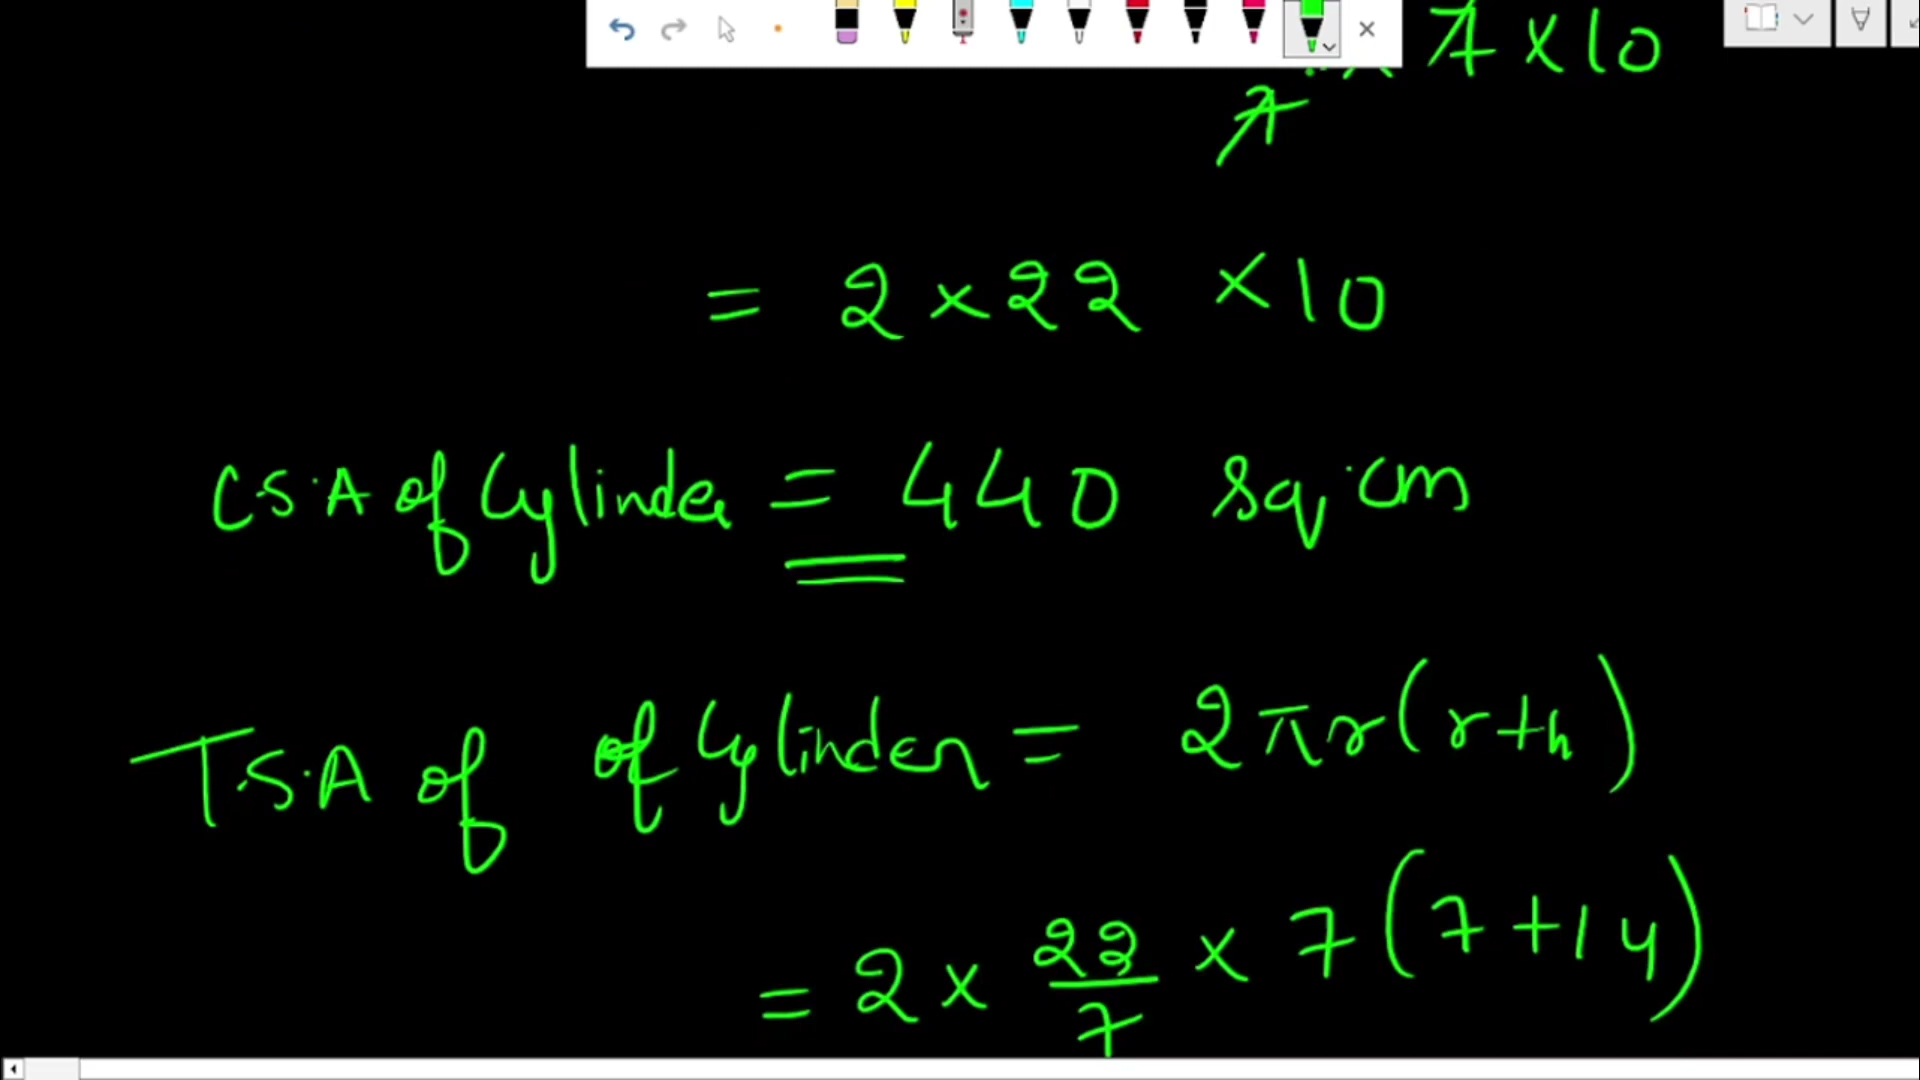 7 × 10
7
= 2 × 22 × 10
C.S.A of Cylinder = 440 sq.cm
T.S.A of of Cylinder = 2πr(r+h)
= 2 × 22/7 × 7(7+14)